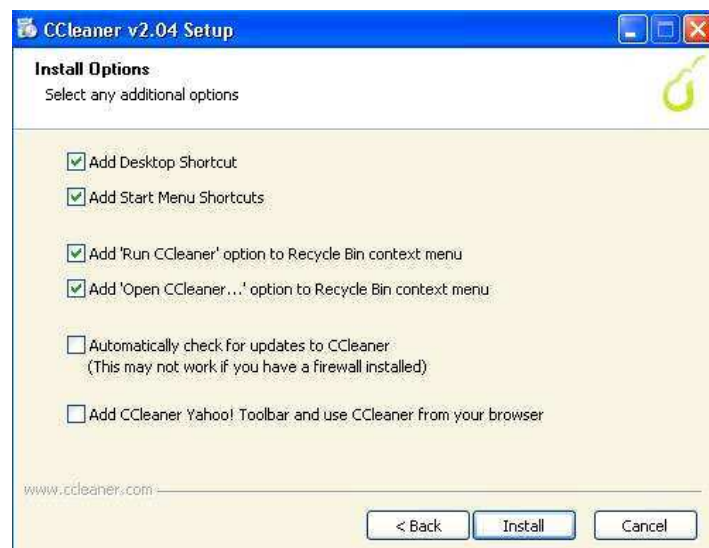 CCleaner v2.04 Setup
Install Options
Select any additional options
Add Desktop Shortcut
Add Start Menu Shortcuts
Add 'Run CCleaner' option to Recycle Bin context menu
Add 'Open CCleaner...' option to Recycle Bin context menu
Automatically check for updates to CCleaner
(This may not work if you have a firewall installed)
Add CCleaner Yahoo! Toolbar and use CCleaner from your browser
www.ccleaner.com
< Back Install Cancel